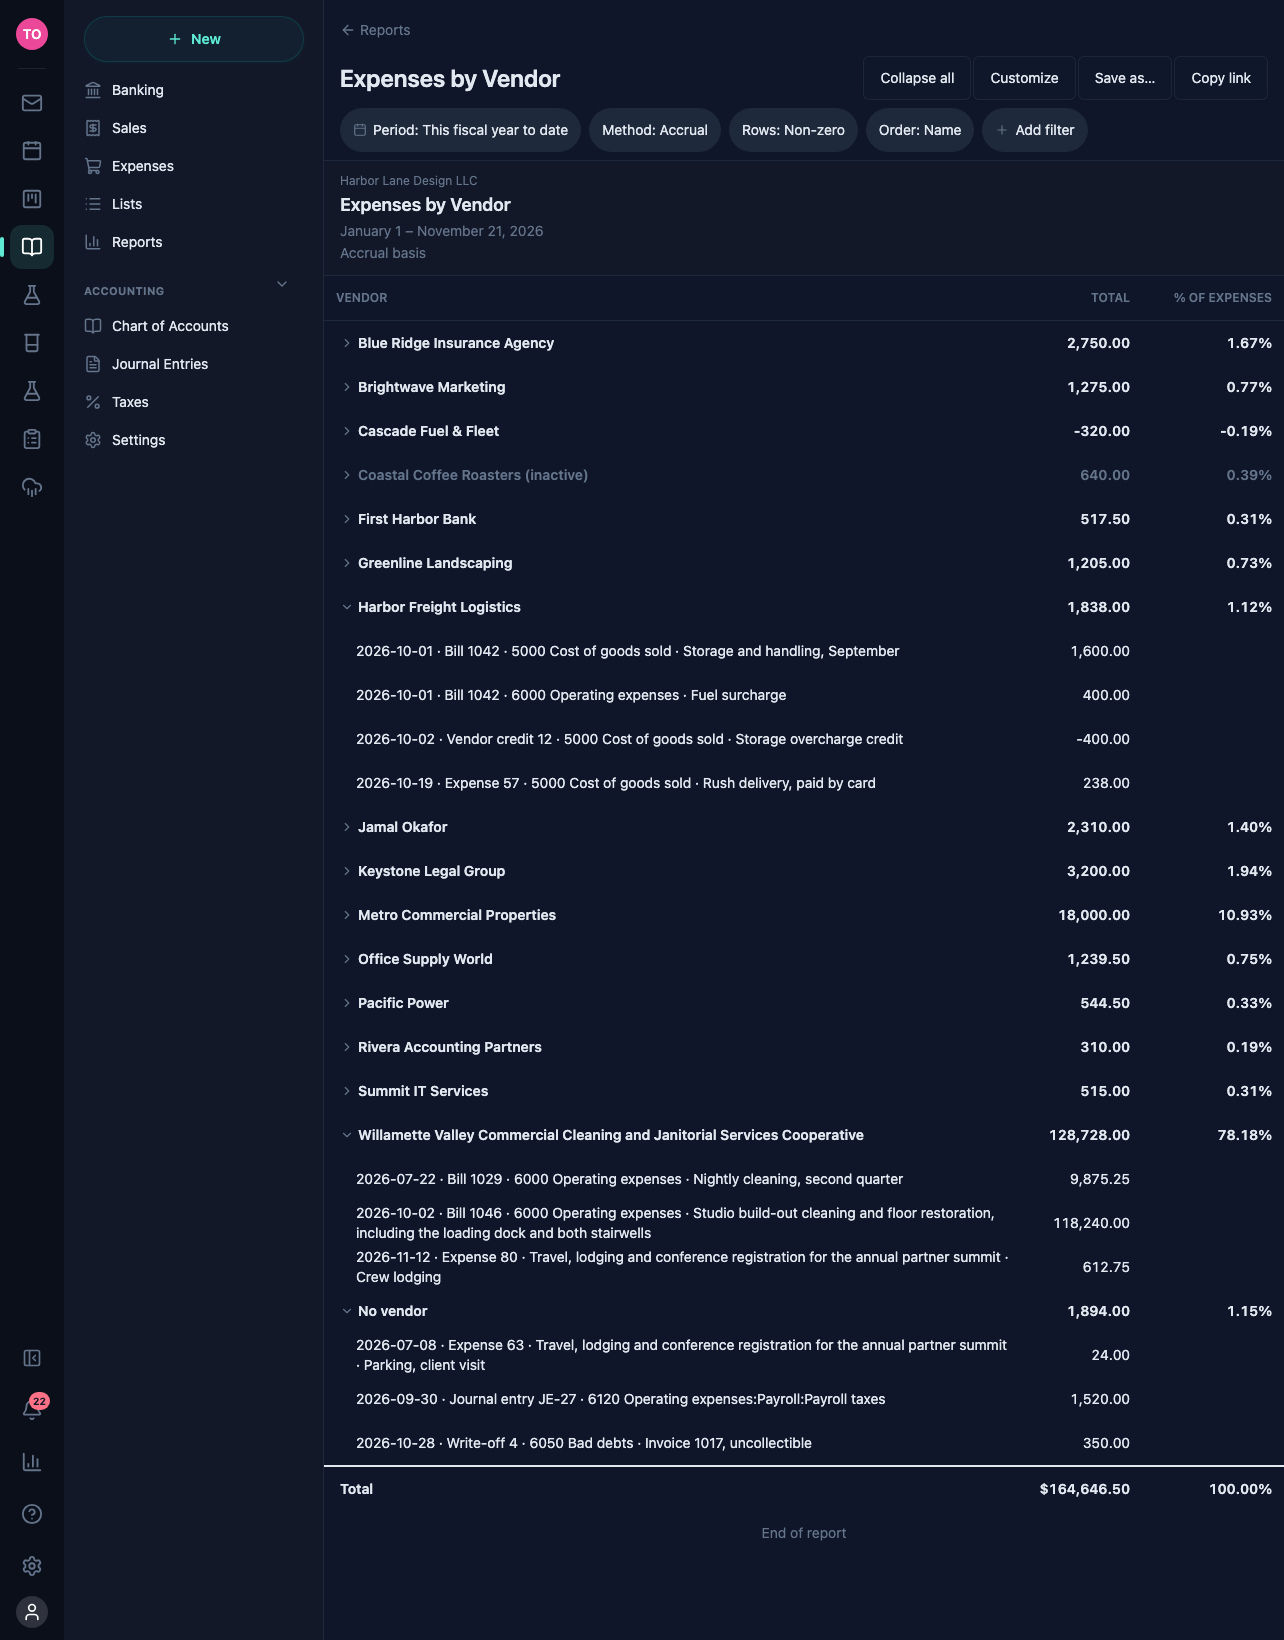 TO
New
Banking
Sales
Expenses
Lists
Reports
ACCOUNTING
Chart of Accounts
Journal Entries
Taxes
Settings
22
Reports
Expenses by Vendor
Collapse all
Customize
Save as...
Copy link
Period: This fiscal year to date
Method: Accrual
Rows: Non-zero
Order: Name
Add filter
Harbor Lane Design LLC
Expenses by Vendor
January 1 – November 21, 2026
Accrual basis
VENDOR TOTAL % OF EXPENSES
Blue Ridge Insurance Agency 2,750.00 1.67%
Brightwave Marketing 1,275.00 0.77%
Cascade Fuel & Fleet -320.00 -0.19%
Coastal Coffee Roasters (inactive) 640.00 0.39%
First Harbor Bank 517.50 0.31%
Greenline Landscaping 1,205.00 0.73%
Harbor Freight Logistics 1,838.00 1.12%
2026-10-01 · Bill 1042 · 5000 Cost of goods sold · Storage and handling, September 1,600.00
2026-10-01 · Bill 1042 · 6000 Operating expenses · Fuel surcharge 400.00
2026-10-02 · Vendor credit 12 · 5000 Cost of goods sold · Storage overcharge credit -400.00
2026-10-19 · Expense 57 · 5000 Cost of goods sold · Rush delivery, paid by card 238.00
Jamal Okafor 2,310.00 1.40%
Keystone Legal Group 3,200.00 1.94%
Metro Commercial Properties 18,000.00 10.93%
Office Supply World 1,239.50 0.75%
Pacific Power 544.50 0.33%
Rivera Accounting Partners 310.00 0.19%
Summit IT Services 515.00 0.31%
Willamette Valley Commercial Cleaning and Janitorial Services Cooperative 128,728.00 78.18%
2026-07-22 · Bill 1029 · 6000 Operating expenses · Nightly cleaning, second quarter 9,875.25
2026-10-02 · Bill 1046 · 6000 Operating expenses · Studio build-out cleaning and floor restoration,
including the loading dock and both stairwells 118,240.00
2026-11-12 · Expense 80 · Travel, lodging and conference registration for the annual partner summit ·
Crew lodging 612.75
No vendor 1,894.00 1.15%
2026-07-08 · Expense 63 · Travel, lodging and conference registration for the annual partner summit
· Parking, client visit 24.00
2026-09-30 · Journal entry JE-27 · 6120 Operating expenses:Payroll:Payroll taxes 1,520.00
2026-10-28 · Write-off 4 · 6050 Bad debts · Invoice 1017, uncollectible 350.00
Total $164,646.50 100.00%
End of report